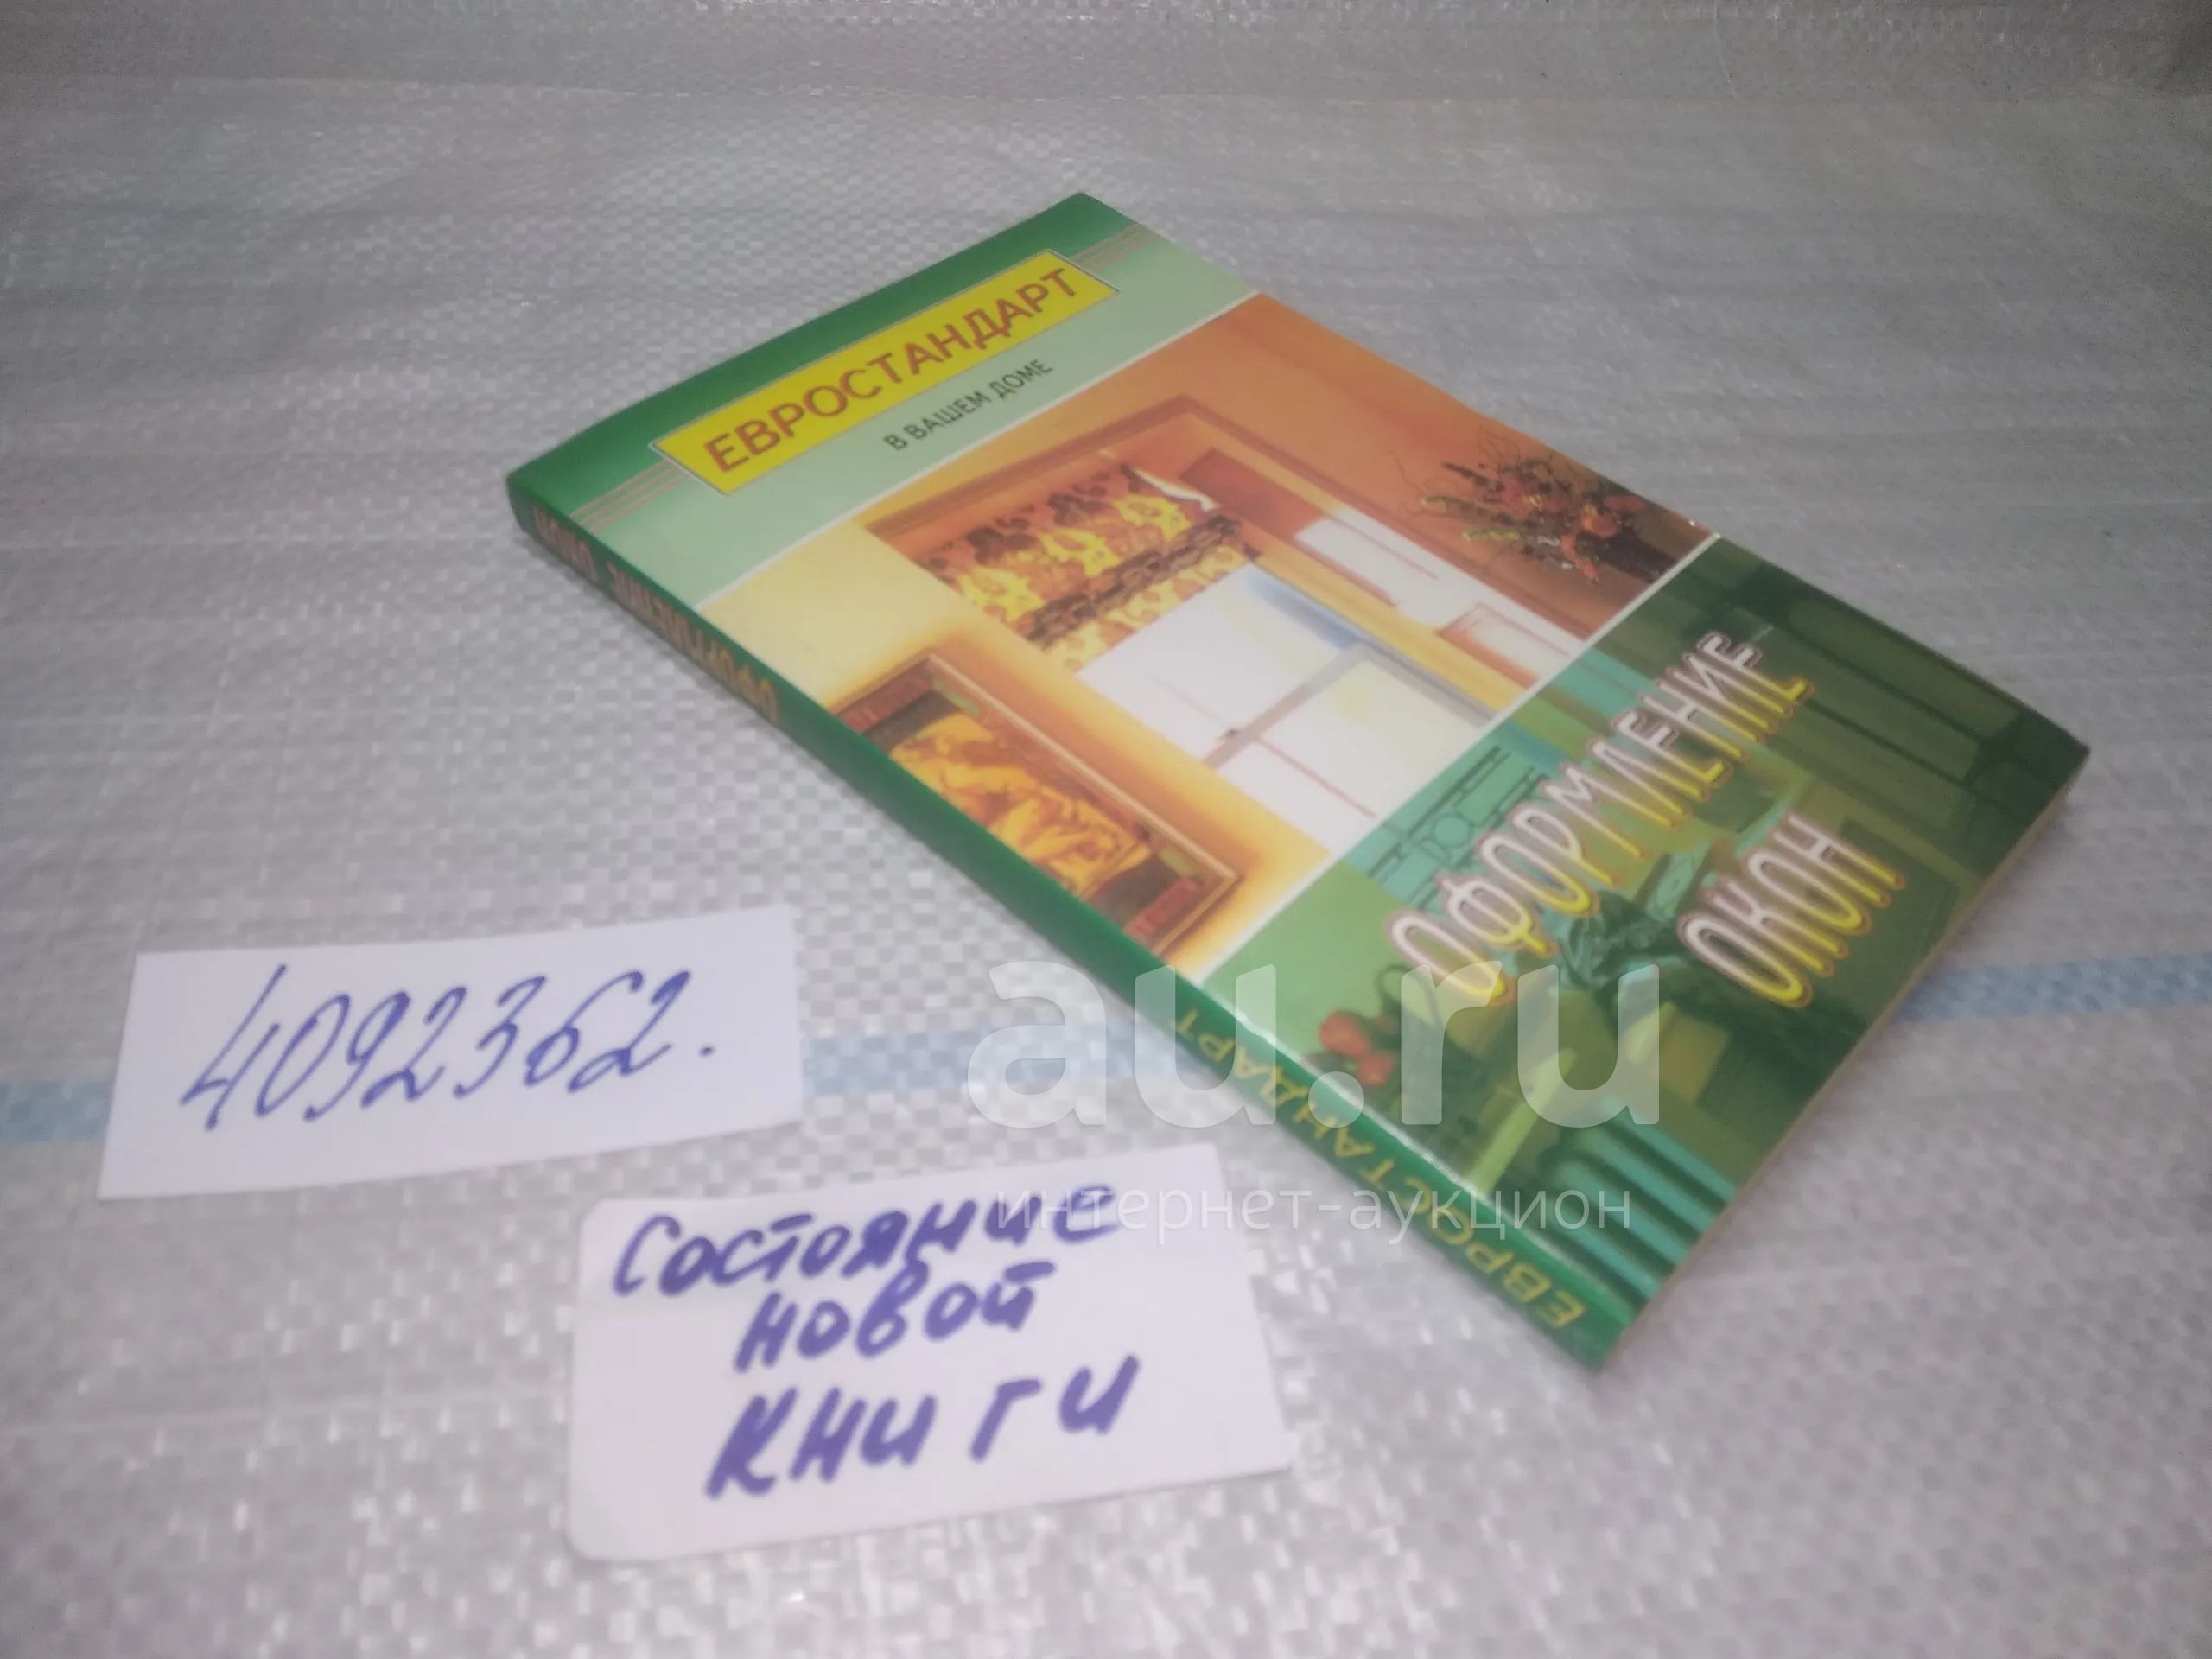 ЕВРОСТАНДАРТ
В ВАШЕМ ДОМЕ
ОФОРМЛЕНИЕ
ОКОН
ОФОРМЛЕНИЕ ОКОН
ЕВРОСТАНДАРТ
4092362.
au.ru
интернет-аукцион
Состояние
новой
книги